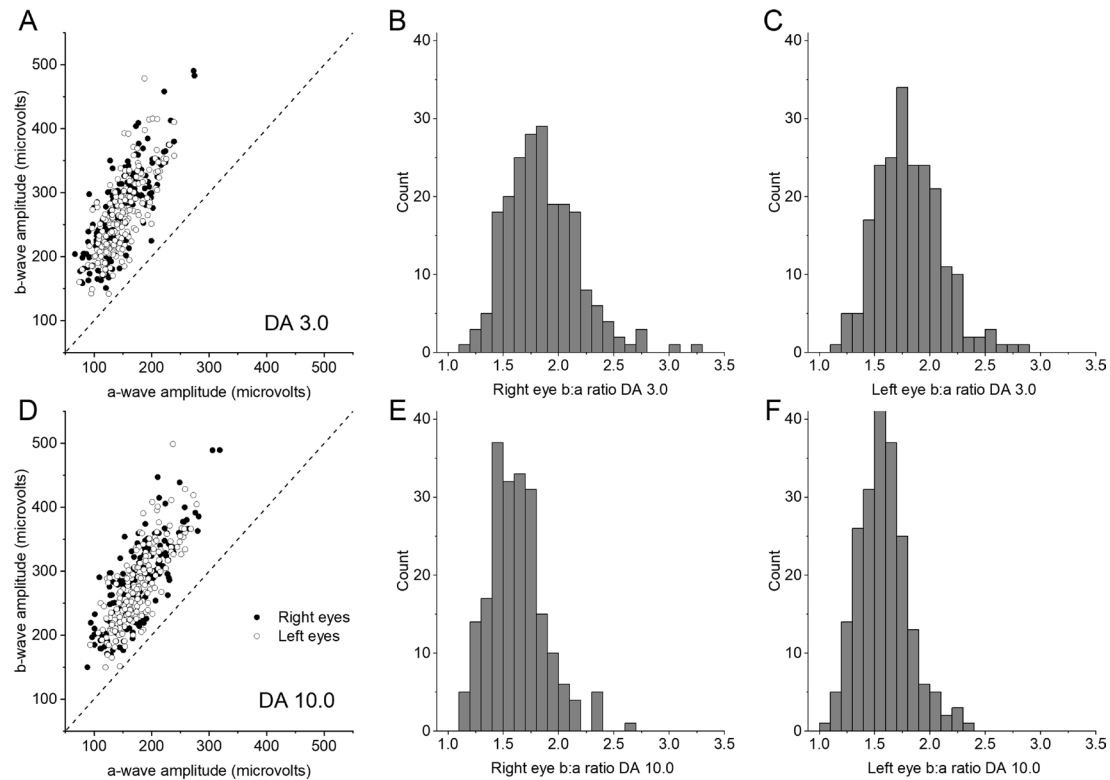 A
B
C
500
400
300
200
100
b-wave amplitude (microvolts)
DA 3.0
100 200 300 400 500
a-wave amplitude (microvolts)
40
30
20
10
0
Count
1.0 1.5 2.0 2.5 3.0 3.5
Right eye b:a ratio DA 3.0
40
30
20
10
0
Count
1.0 1.5 2.0 2.5 3.0 3.5
Left eye b:a ratio DA 3.0
D
E
F
500
400
300
200
100
b-wave amplitude (microvolts)
Right eyes
Left eyes
DA 10.0
100 200 300 400 500
a-wave amplitude (microvolts)
40
30
20
10
0
Count
1.0 1.5 2.0 2.5 3.0 3.5
Right eye b:a ratio DA 10.0
40
30
20
10
0
Count
1.0 1.5 2.0 2.5 3.0 3.5
Left eye b:a ratio DA 10.0